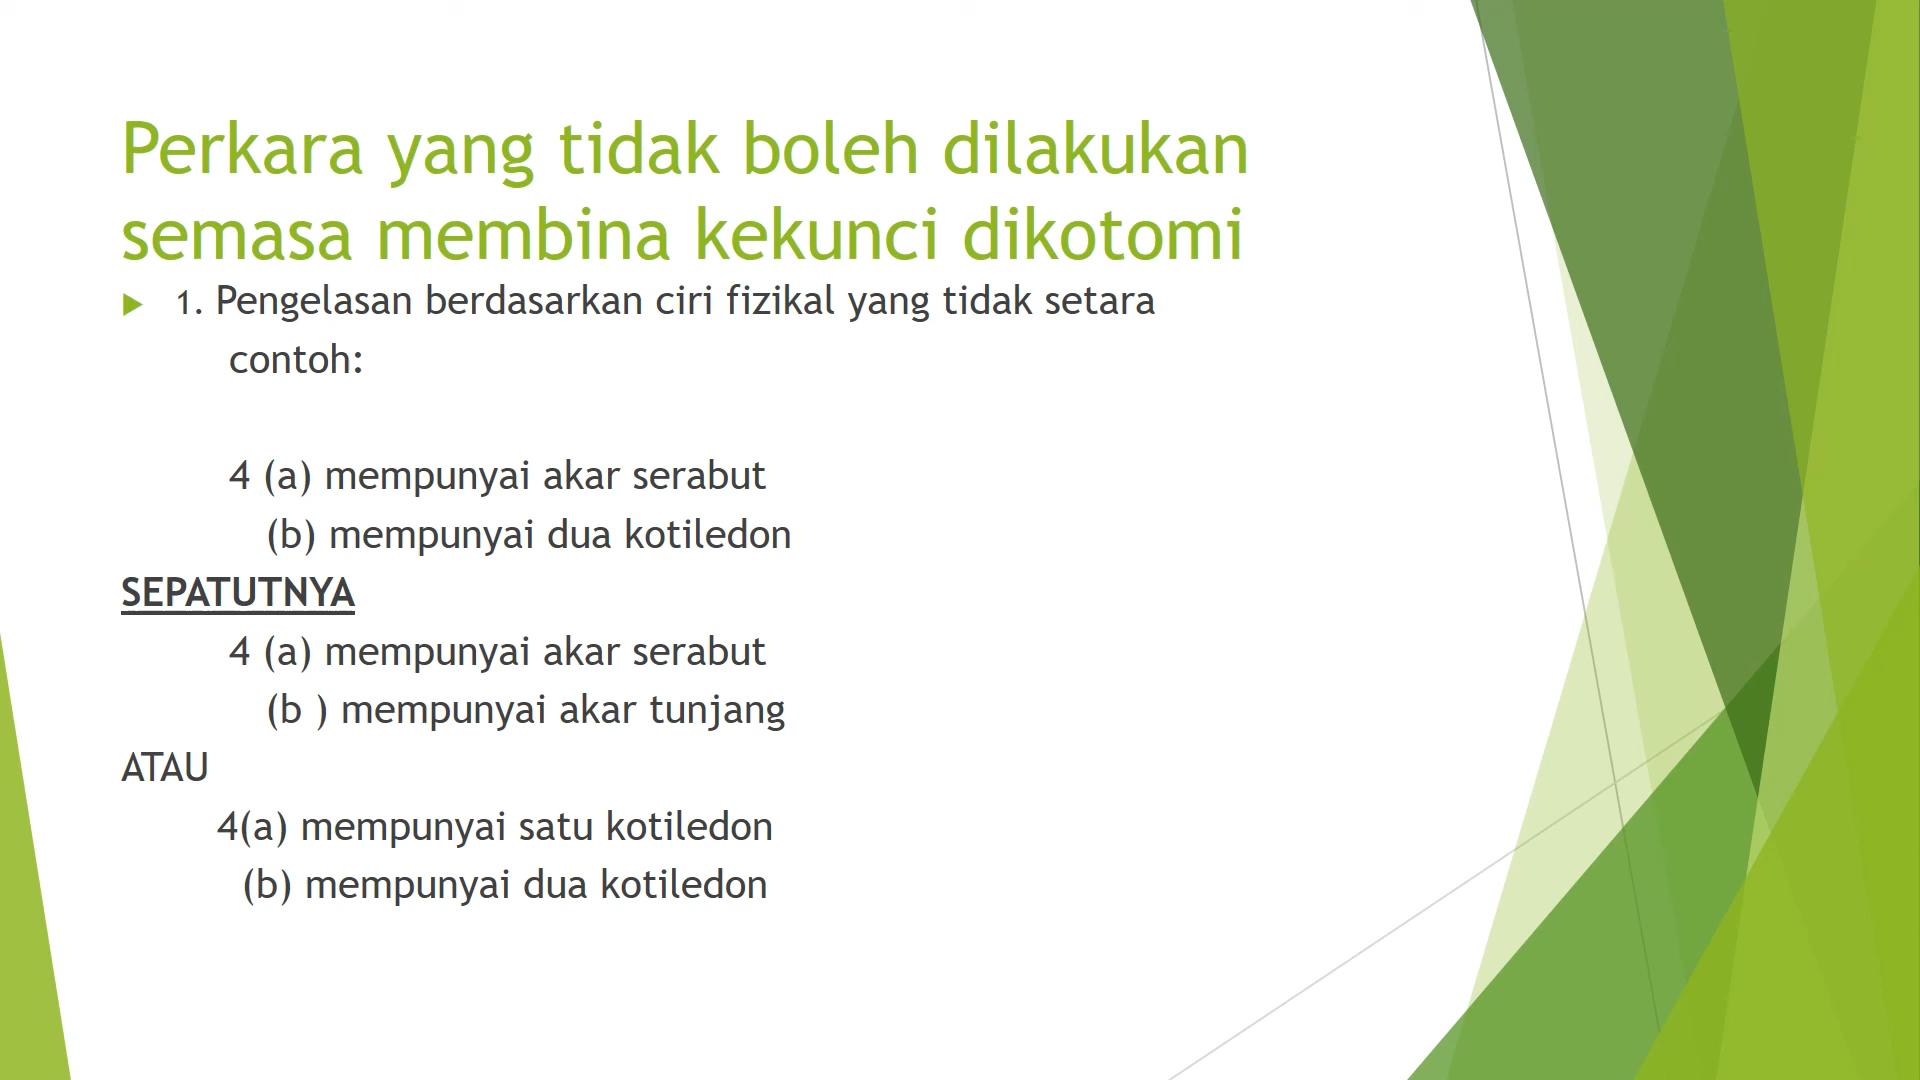 Perkara yang tidak boleh dilakukan
semasa membina kekunci dikotomi
1. Pengelasan berdasarkan ciri fizikal yang tidak setara
contoh:
4 (a) mempunyai akar serabut
(b) mempunyai dua kotiledon
SEPATUTNYA
4 (a) mempunyai akar serabut
(b ) mempunyai akar tunjang
ATAU
4(a) mempunyai satu kotiledon
(b) mempunyai dua kotiledon